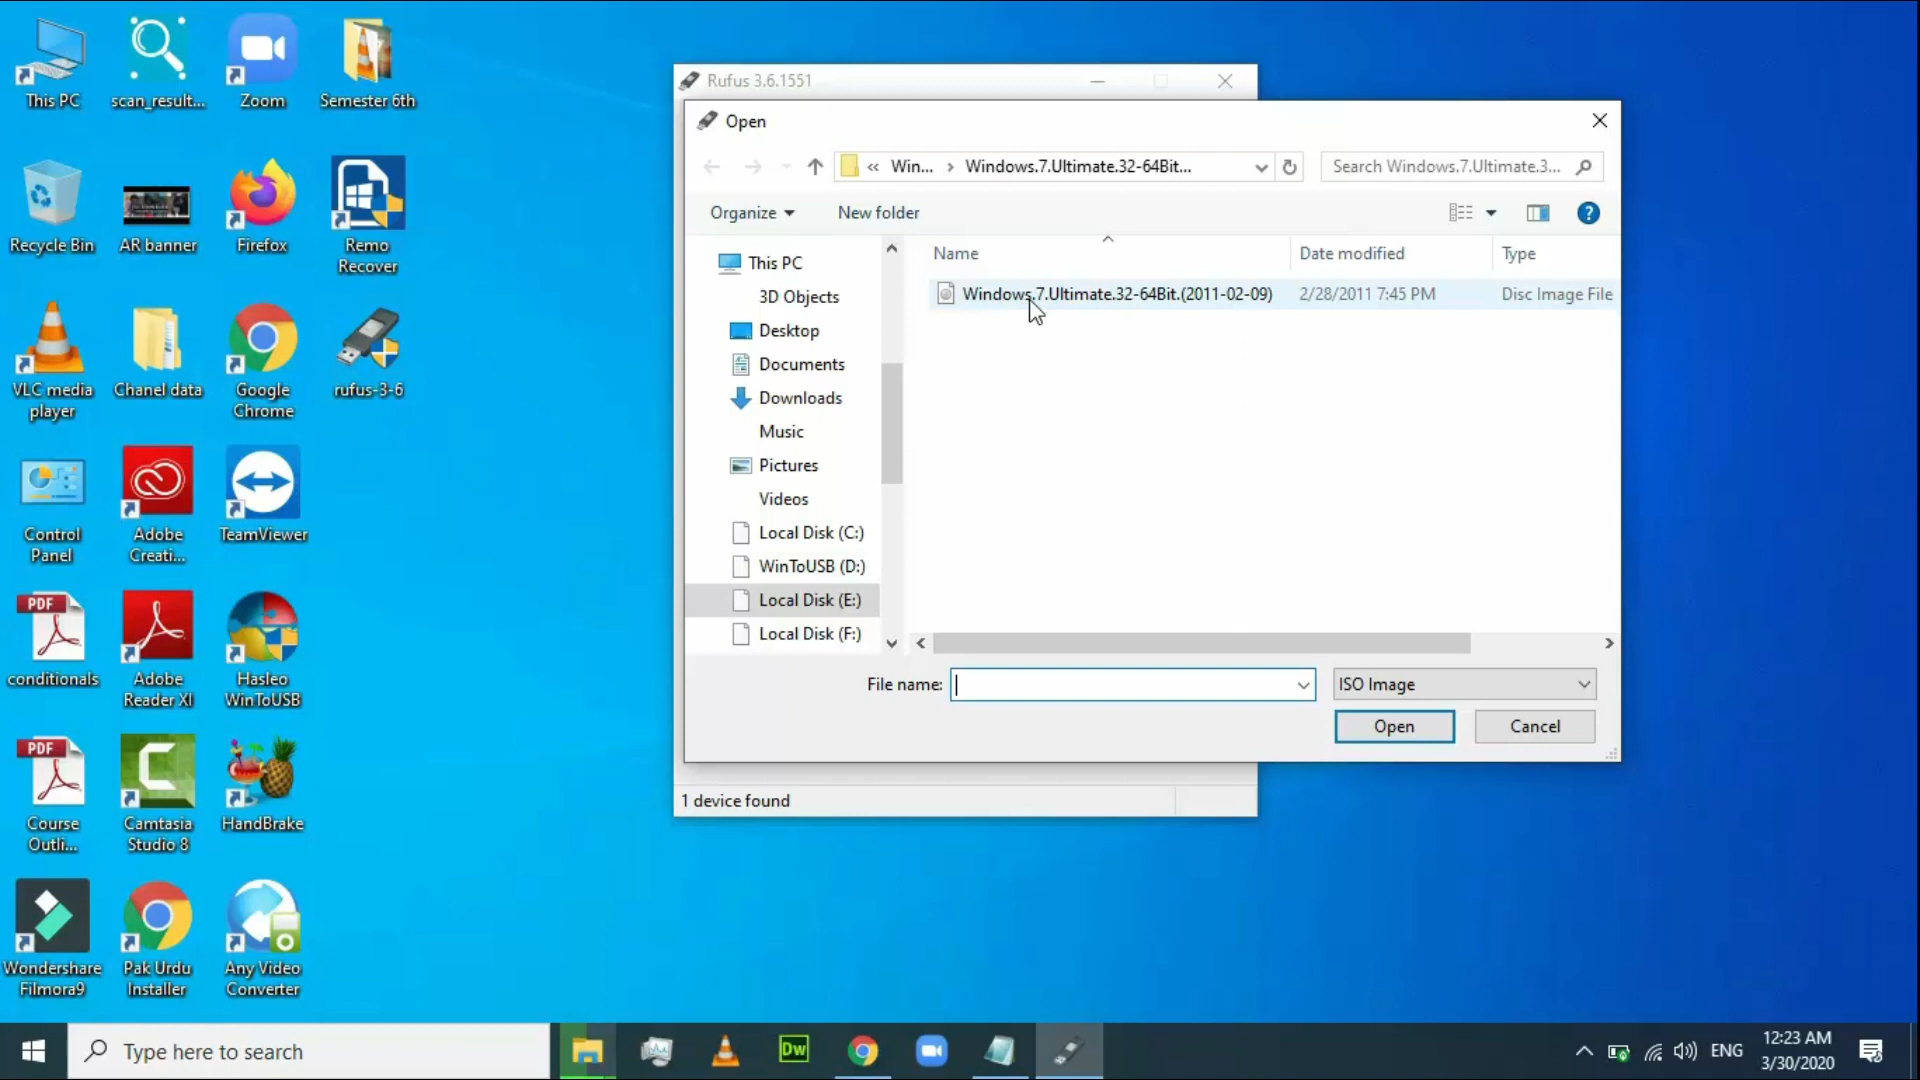 This PC
scan_result...
Zoom
Semester 6th
Recycle Bin
AR banner
Firefox
Remo
Recover
VLC media
player
Chanel data
Google
Chrome
rufus-3-6
Control
Panel
Adobe
Creati...
TeamViewer
PDF
conditionals
Adobe
Reader XI
Hasleo
WinToUSB
PDF
Course
Outli...
Camtasia
Studio 8
HandBrake
Wondershare
Filmora9
Pak Urdu
Installer
Any Video
Converter
Rufus 3.6.1551
Open
« Win... › Windows.7.Ultimate.32-64Bit...
Search Windows.7.Ultimate.3...
Organize
New folder
?
This PC
3D Objects
Desktop
Documents
Downloads
Music
Pictures
Videos
Local Disk (C:)
WinToUSB (D:)
Local Disk (E:)
Local Disk (F:)
Name
Date modified
Type
Windows.7.Ultimate.32-64Bit.(2011-02-09)
2/28/2011 7:45 PM
Disc Image File
File name:
ISO Image
Open
Cancel
1 device found
Type here to search
Dw
ENG
12:23 AM
3/30/2020